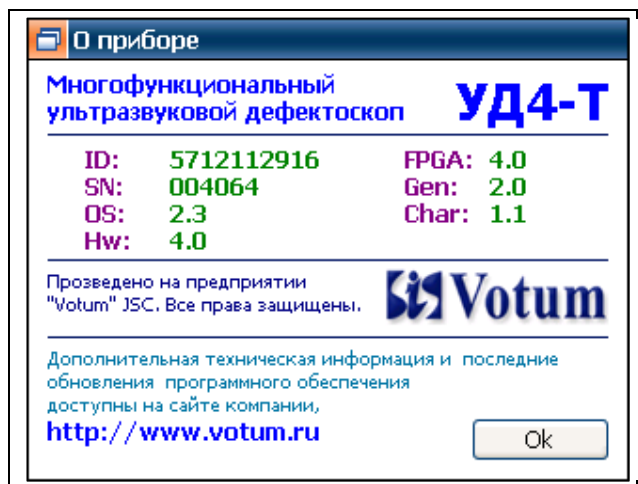 О приборе
Многофункциональный
ультразвуковой дефектоскоп
УД4-Т
ID: 5712112916 FPGA: 4.0
SN: 004064 Gen: 2.0
OS: 2.3 Char: 1.1
Hw: 4.0
Прозведено на предприятии
"Votum" JSC. Все права защищены.
Votum
Дополнительная техническая информация и последние
обновления программного обеспечения
доступны на сайте компании,
http://www.votum.ru
Ok